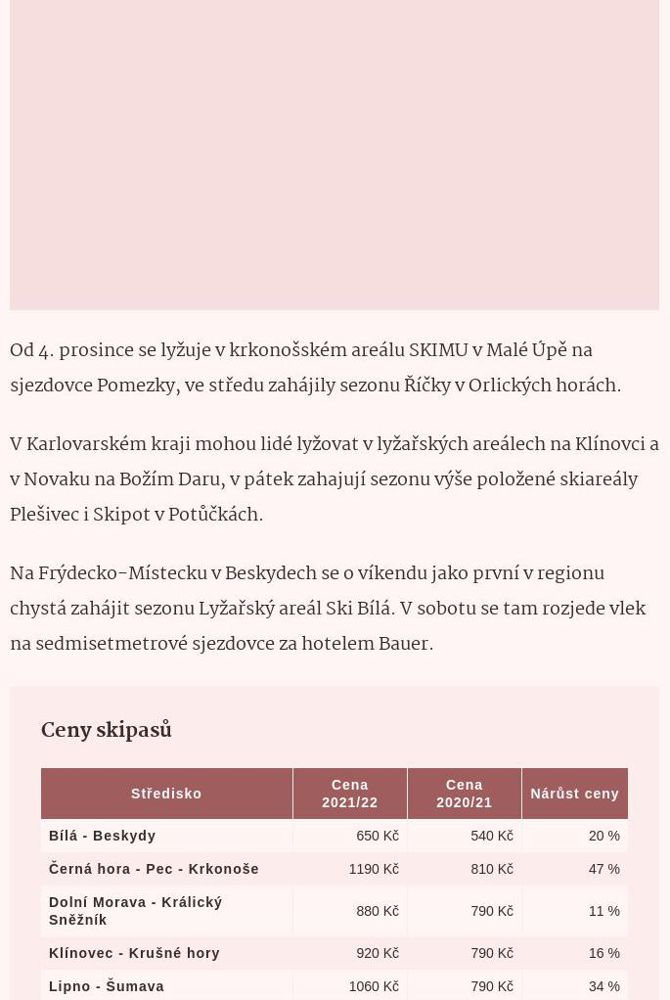 Od 4. prosince se lyžuje v krkonošském areálu SKIMU v Malé Úpě na
sjezdovce Pomezky, ve středu zahájily sezonu Říčky v Orlických horách.
V Karlovarském kraji mohou lidé lyžovat v lyžařských areálech na Klínovci a
v Novaku na Božím Daru, v pátek zahajují sezonu výše položené skiareály
Plešivec i Skipot v Potůčkách.
Na Frýdecko-Místecku v Beskydech se o víkendu jako první v regionu
chystá zahájit sezonu Lyžařský areál Ski Bílá. V sobotu se tam rozjede vlek
na sedmisetmetrové sjezdovce za hotelem Bauer.
Ceny skipasů
Středisko Cena 2021/22 Cena 2020/21 Nárůst ceny
Bílá - Beskydy 650 Kč 540 Kč 20 %
Černá hora - Pec - Krkonoše 1190 Kč 810 Kč 47 %
Dolní Morava - Králický Sněžník 880 Kč 790 Kč 11 %
Klínovec - Krušné hory 920 Kč 790 Kč 16 %
Lipno - Šumava 1060 Kč 790 Kč 34 %